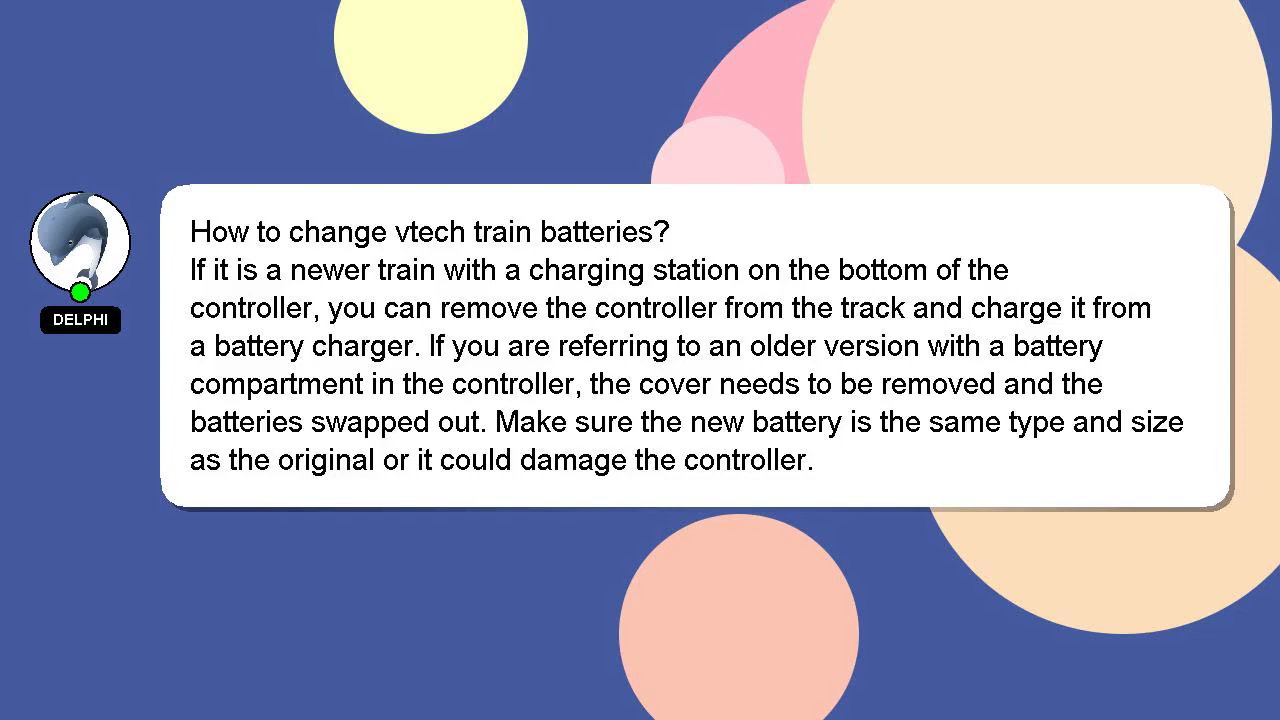 How to change vtech train batteries?
If it is a newer train with a charging station on the bottom of the
controller, you can remove the controller from the track and charge it from
a battery charger. If you are referring to an older version with a battery
compartment in the controller, the cover needs to be removed and the
batteries swapped out. Make sure the new battery is the same type and size
as the original or it could damage the controller.
DELPHI